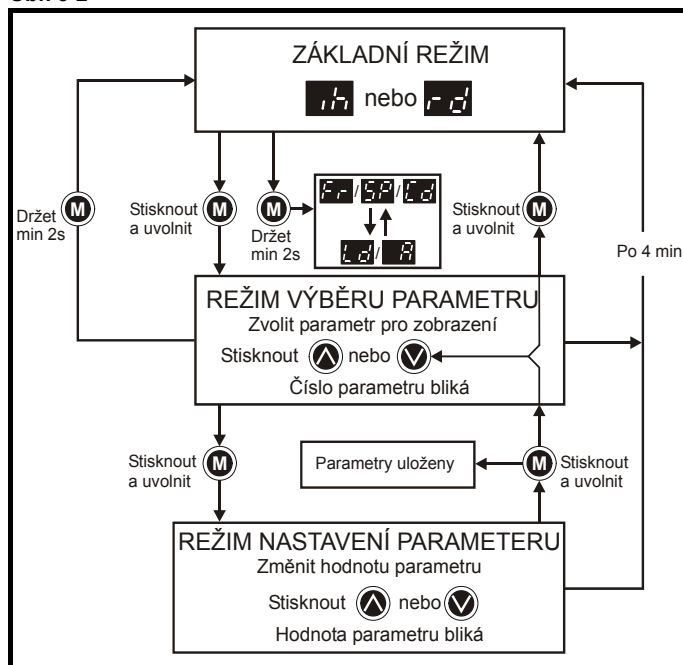 ZÁKLADNÍ REŽIM
ih nebo rd
Držet
min 2s
M
Stisknout
a uvolnit
M
M
Držet
min 2s
Fr/SP/Cd
Ld/ A
Stisknout
a uvolnit
M
Po 4 min
REŽIM VÝBĚRU PARAMETRU
Zvolit parametr pro zobrazení
Stisknout nebo
Číslo parametru bliká
Stisknout
a uvolnit
M
Parametry uloženy
M
Stisknout
a uvolnit
REŽIM NASTAVENÍ PARAMETERU
Změnit hodnotu parametru
Stisknout nebo
Hodnota parametru bliká